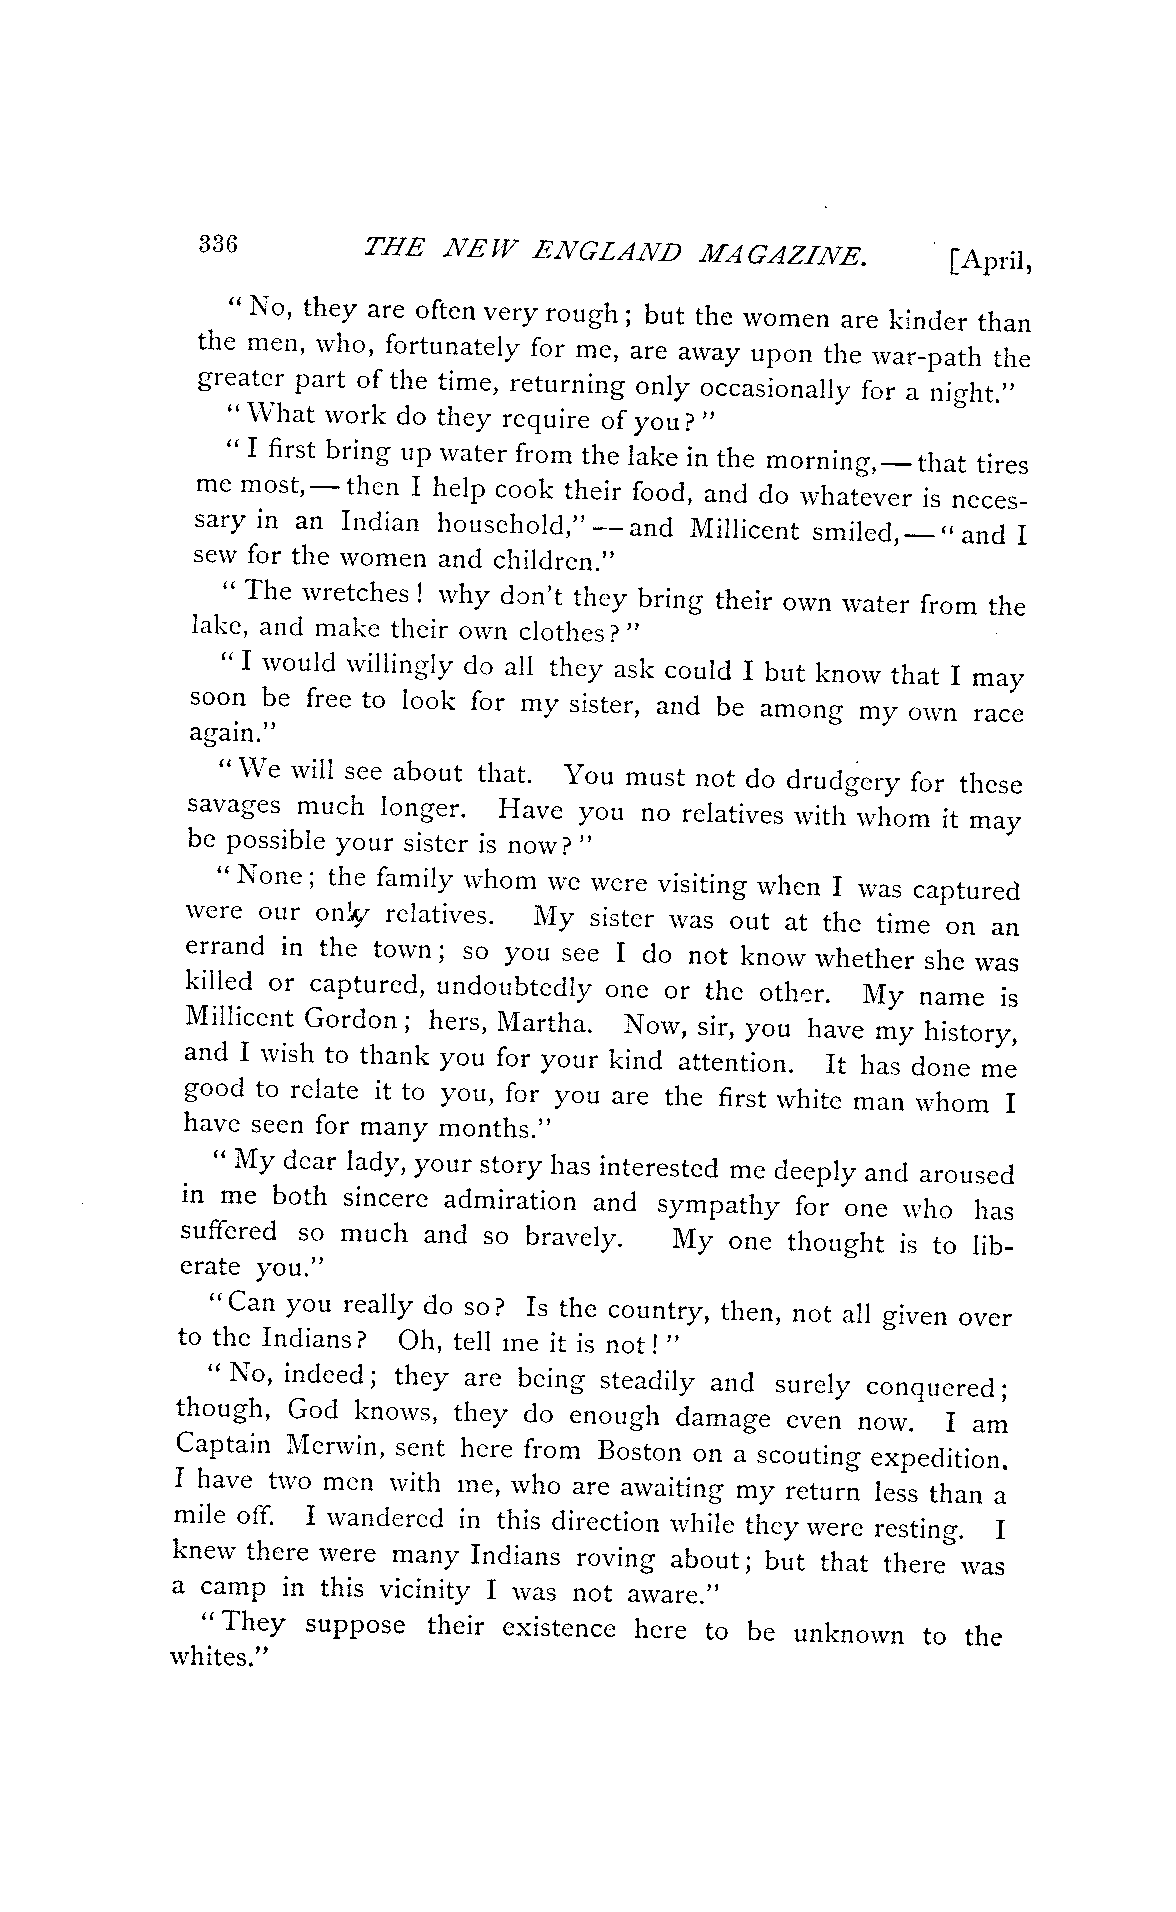 336 THE NEW ENGLAND MAGAZINE. [April,
“No, they are often very rough; but the women are kinder than
the men, who, fortunately for me, are away upon the war-path the
greater part of the time, returning only occasionally for a night.”
“What work do they require of you?”
“I first bring up water from the lake in the morning,—that tires
me most,—then I help cook their food, and do whatever is neces-
sary in an Indian household,”—and Millicent smiled,—“and I
sew for the women and children.”
“The wretches! why don't they bring their own water from the
lake, and make their own clothes?”
“I would willingly do all they ask could I but know that I may
soon be free to look for my sister, and be among my own race
again.”
“We will see about that. You must not do drudgery for these
savages much longer. Have you no relatives with whom it may
be possible your sister is now?”
“None; the family whom we were visiting when I was captured
were our only relatives. My sister was out at the time on an
errand in the town; so you see I do not know whether she was
killed or captured, undoubtedly one or the other. My name is
Millicent Gordon; hers, Martha. Now, sir, you have my history,
and I wish to thank you for your kind attention. It has done me
good to relate it to you, for you are the first white man whom I
have seen for many months.”
“My dear lady, your story has interested me deeply and aroused
in me both sincere admiration and sympathy for one who has
suffered so much and so bravely. My one thought is to lib-
erate you.”
“Can you really do so? Is the country, then, not all given over
to the Indians? Oh, tell me it is not!”
“No, indeed; they are being steadily and surely conquered;
though, God knows, they do enough damage even now. I am
Captain Merwin, sent here from Boston on a scouting expedition.
I have two men with me, who are awaiting my return less than a
mile off. I wandered in this direction while they were resting. I
knew there were many Indians roving about; but that there was
a camp in this vicinity I was not aware.”
“They suppose their existence here to be unknown to the
whites.”